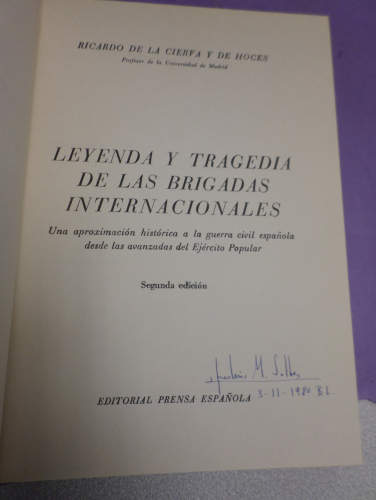 RICARDO DE LA CIERVA Y DE HOCES
Profesor de la Universidad de Madrid
LEYENDA Y TRAGEDIA
DE LAS BRIGADAS
INTERNACIONALES
Una aproximación histórica a la guerra civil española
desde las avanzadas del Ejército Popular
Segunda edición
M.
EDITORIAL PRENSA ESPAÑOLA
3-11-1980